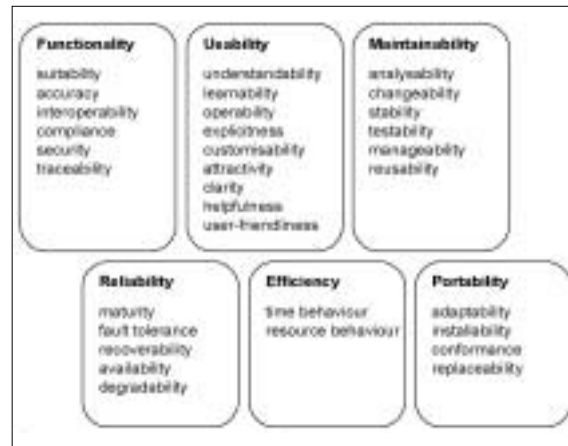 Functionality
suitability
accuracy
interoperability
compliance
security
traceability
Usability
understandability
learnability
operability
explicitness
customisability
attractivity
clarity
helpfulness
user-friendliness
Maintainability
analysability
changeability
stability
testability
manageability
reusability
Reliability
maturity
fault tolerance
recoverability
availability
degradability
Efficiency
time behaviour
resource behaviour
Portability
adaptability
installability
conformance
replaceability